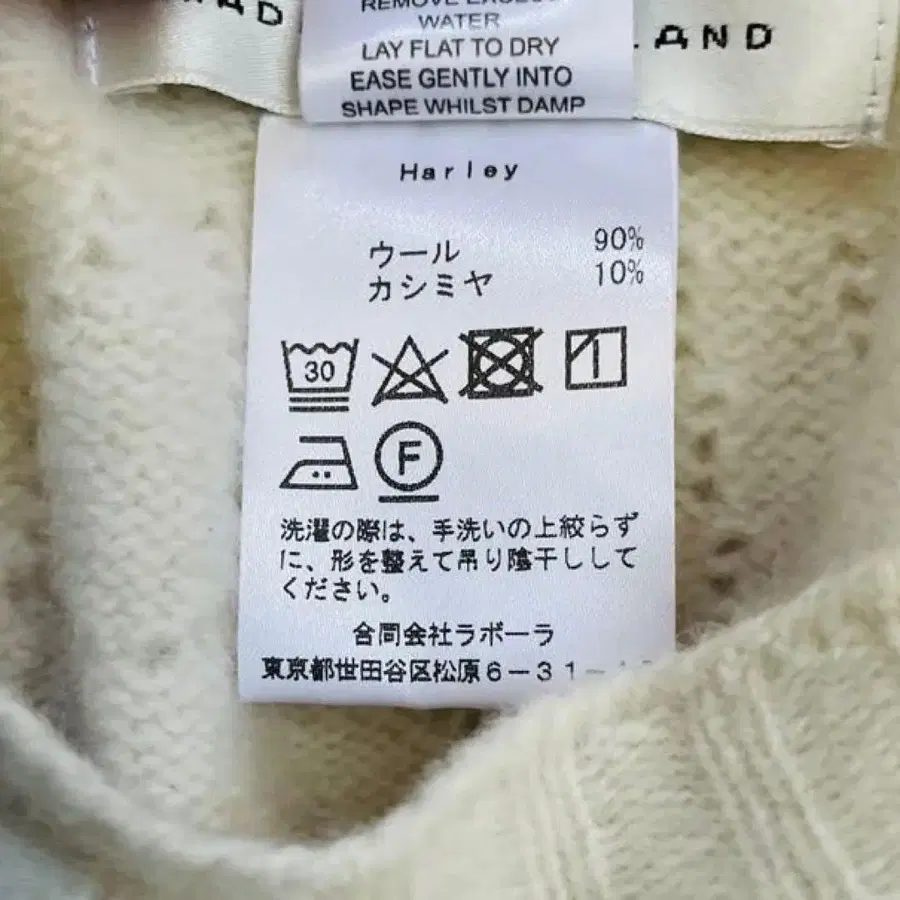 REMOVE EXCESS
WATER
LAY FLAT TO DRY
EASE GENTLY INTO
SHAPE WHILST DAMP
Harley
ウール 90%
カシミヤ 10%
30
F
洗濯の際は、手洗いの上絞らず
に、形を整えて吊り陰干しして
ください。
合同会社ラボーラ
東京都世田谷区松原6-31-